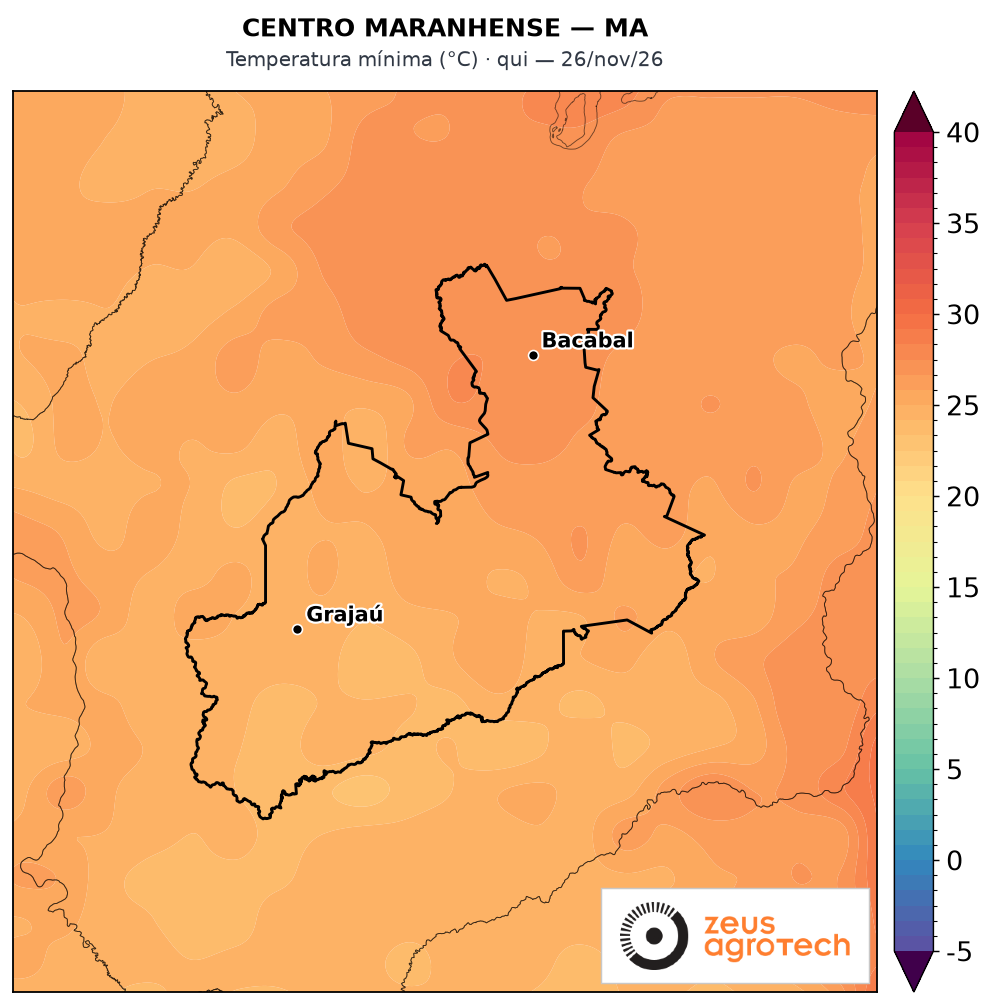 CENTRO MARANHENSE — MA
Temperatura mínima (°C) · qui — 26/nov/26
40
35
30
25
20
15
10
5
0
-5
Bacabal
Grajaú
zeus
agrotech